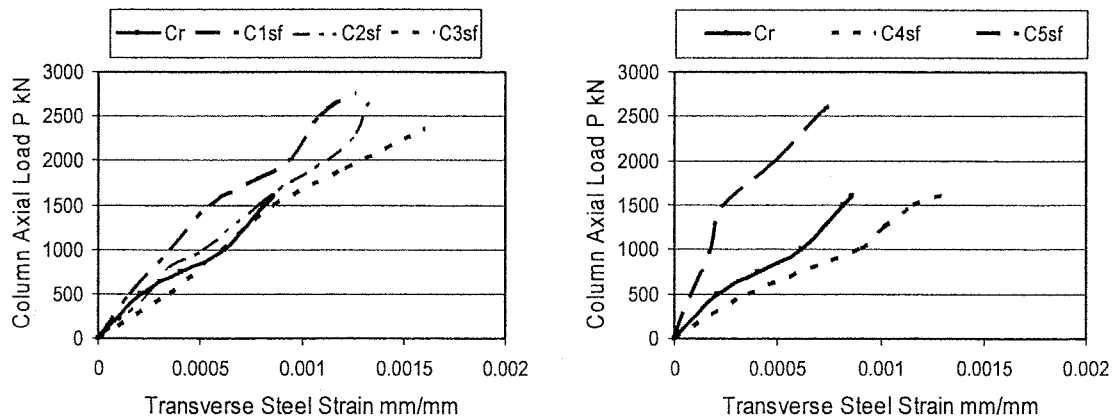 Cr C1sf C2sf C3sf
Column Axial Load P kN
3000
2500
2000
1500
1000
500
0
0 0.0005 0.001 0.0015 0.002
Transverse Steel Strain mm/mm
Cr C4sf C5sf
Column Axial Load P kN
3000
2500
2000
1500
1000
500
0
0 0.0005 0.001 0.0015 0.002
Transverse Steel Strain mm/mm